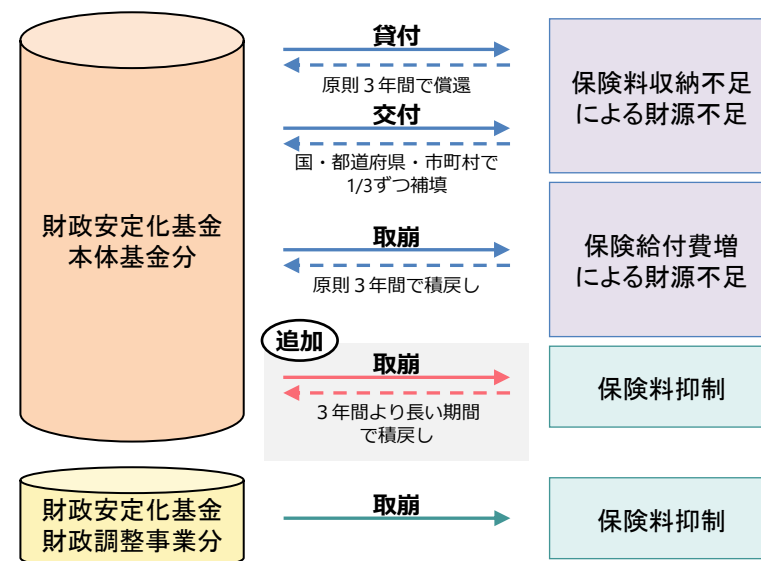 財政安定化基金
本体基金分
貸付
原則３年間で償還
交付
国・都道府県・市町村で
1/3ずつ補填
保険料収納不足
による財源不足
取崩
原則３年間で積戻し
保険給付費増
による財源不足
追加
取崩
３年間より長い期間
で積戻し
保険料抑制
財政安定化基金
財政調整事業分
取崩
保険料抑制